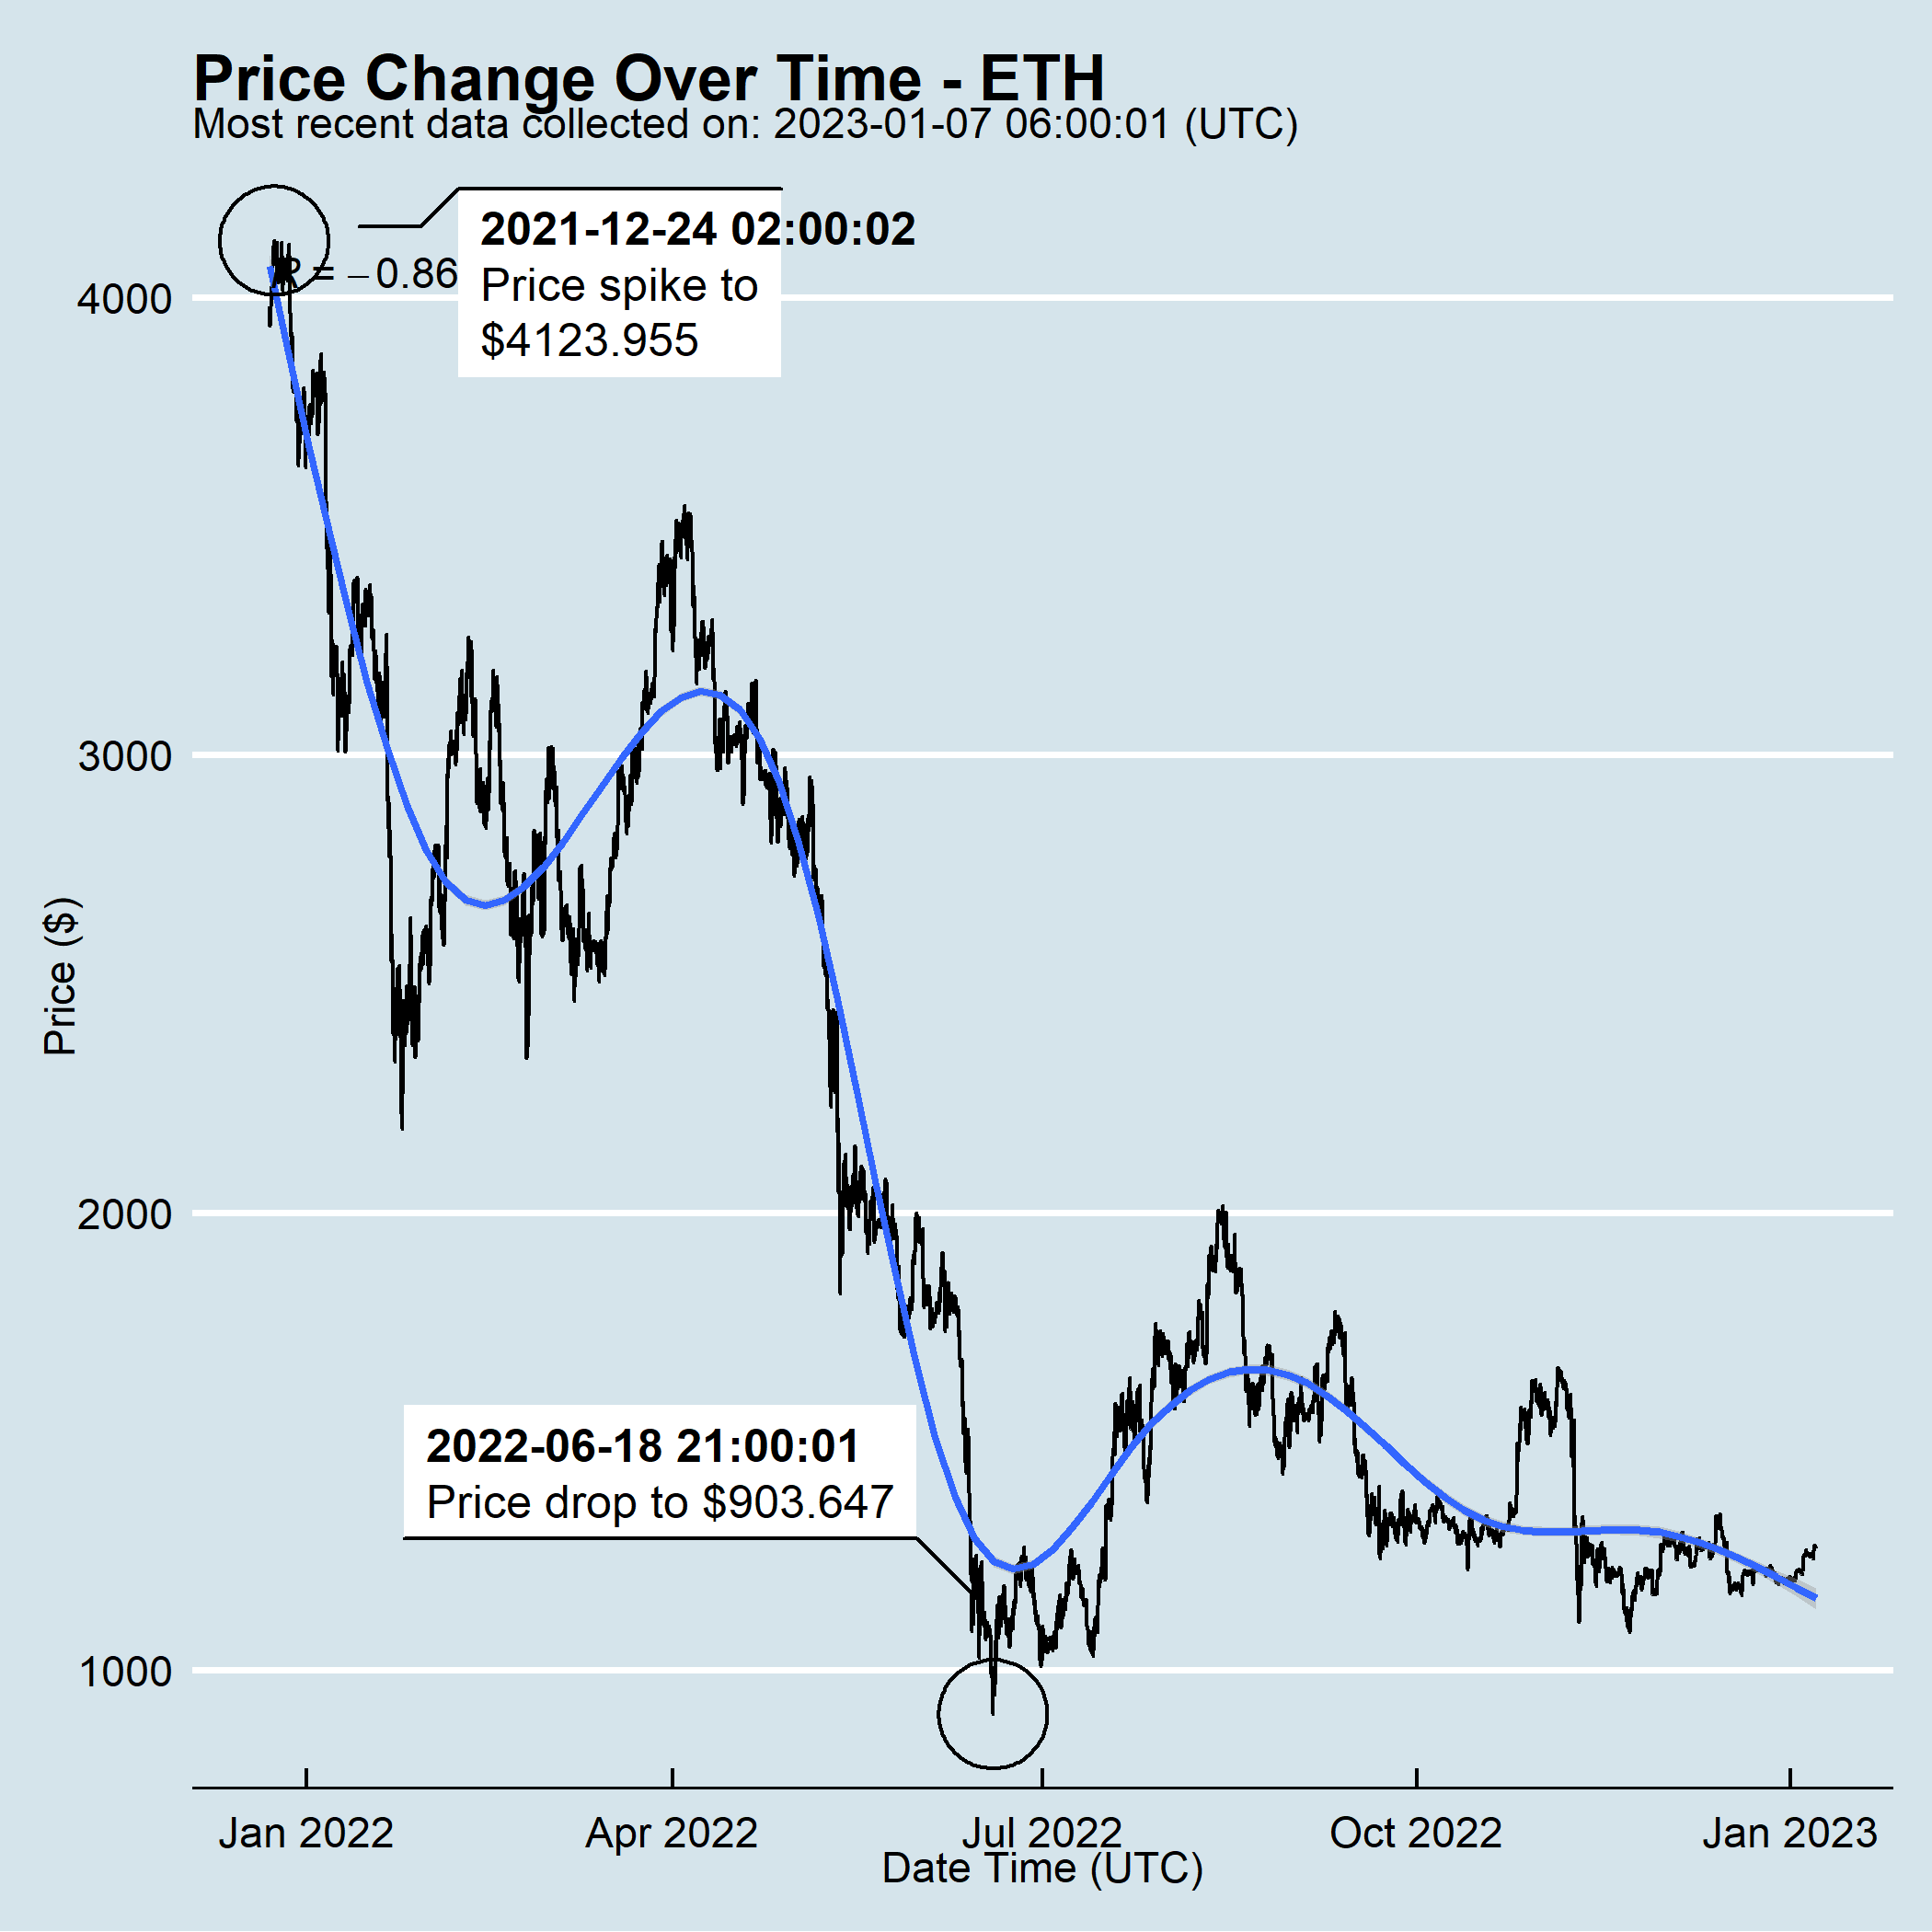 Price Change Over Time - ETH
Most recent data collected on: 2023-01-07 06:00:01 (UTC)
2021-12-24 02:00:02
Price spike to
$4123.955
R = −0.86
4000
3000
2000
1000
Price ($)
2022-06-18 21:00:01
Price drop to $903.647
Jan 2022
Apr 2022
Jul 2022
Oct 2022
Jan 2023
Date Time (UTC)